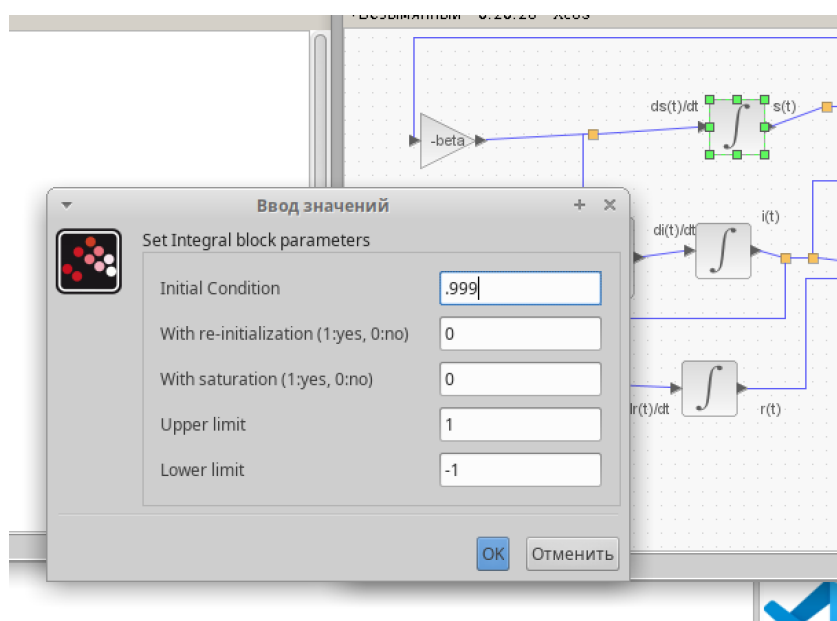 ds(t)/dt
s(t)
-beta
Ввод значений
Set Integral block parameters
di(t)/dt
i(t)
Initial Condition
.999
With re-initialization (1:yes, 0:no)
0
With saturation (1:yes, 0:no)
0
r(t)
Upper limit
1
Lower limit
-1
OK
Отменить